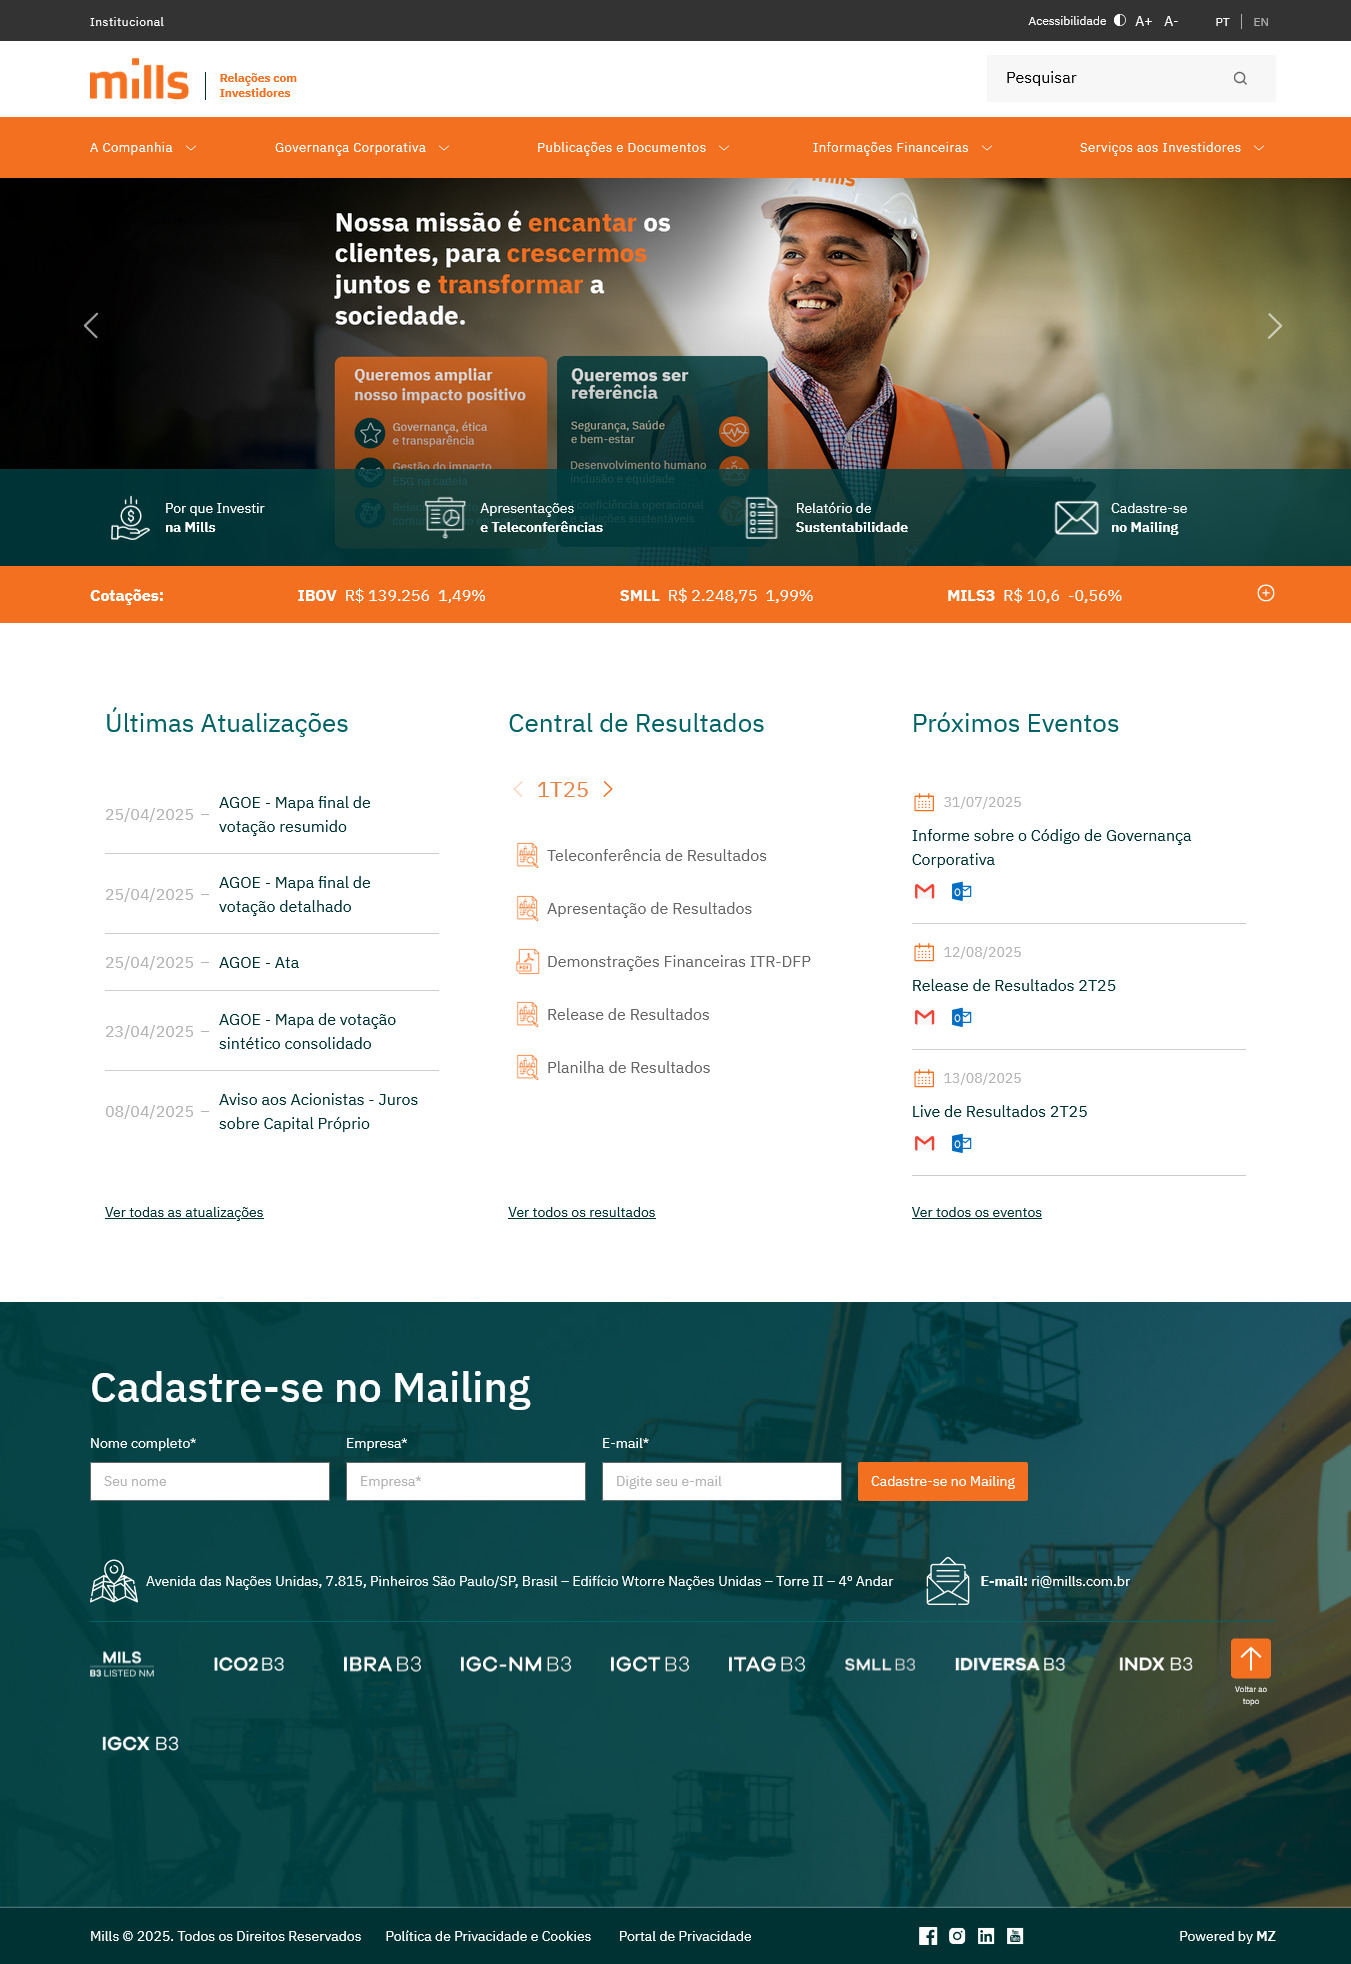 Institucional
Acessibilidade A+ A- PT EN
mills
Relações com
Investidores
Pesquisar
A Companhia
Governança Corporativa
Publicações e Documentos
Informações Financeiras
Serviços aos Investidores
mills
Nossa missão é encantar os
clientes, para crescermos
juntos e transformar a
sociedade.
Queremos ampliar
nosso impacto positivo
Governança, ética
e transparência
Gestão do impacto
ESG na cadeia
Queremos ser
referência
Segurança, Saúde
e bem-estar
Desenvolvimento humano
inclusão e equidade
Ecoeficiência operacional
e soluções sustentáveis
Por que Investir
na Mills
Apresentações
e Teleconferências
Relatório de
Sustentabilidade
Cadastre-se
no Mailing
Cotações:
IBOV R$ 139.256 1,49%
SMLL R$ 2.248,75 1,99%
MILS3 R$ 10,6 -0,56%
Últimas Atualizações
25/04/2025 –
AGOE - Mapa final de
votação resumido
25/04/2025 –
AGOE - Mapa final de
votação detalhado
25/04/2025 – AGOE - Ata
23/04/2025 –
AGOE - Mapa de votação
sintético consolidado
08/04/2025 –
Aviso aos Acionistas - Juros
sobre Capital Próprio
Ver todas as atualizações
Central de Resultados
1T25
Teleconferência de Resultados
Apresentação de Resultados
PDF
Demonstrações Financeiras ITR-DFP
Release de Resultados
Planilha de Resultados
Ver todos os resultados
Próximos Eventos
31/07/2025
Informe sobre o Código de Governança
Corporativa
12/08/2025
Release de Resultados 2T25
13/08/2025
Live de Resultados 2T25
Ver todos os eventos
Cadastre-se no Mailing
Nome completo*
Seu nome
Empresa*
Empresa*
E-mail*
Digite seu e-mail
Cadastre-se no Mailing
Avenida das Nações Unidas, 7.815, Pinheiros São Paulo/SP, Brasil – Edifício Wtorre Nações Unidas – Torre II – 4º Andar
E-mail: ri@mills.com.br
MILS
B3 LISTED NM
ICO2 B3
IBRA B3
IGC-NM B3
IGCT B3
ITAG B3
SMLL B3
IDIVERSA B3
INDX B3
Voltar ao
topo
IGCX B3
Mills © 2025. Todos os Direitos Reservados
Política de Privacidade e Cookies
Portal de Privacidade
Powered by MZ